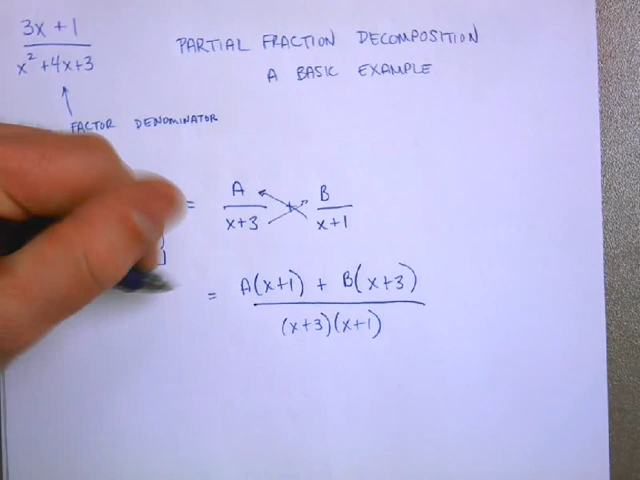 3x + 1
x² + 4x + 3
PARTIAL FRACTION DECOMPOSITION
A BASIC EXAMPLE
FACTOR DENOMINATOR
= A/(x+3) + B/(x+1)
= A(x+1) + B(x+3)
(x+3)(x+1)